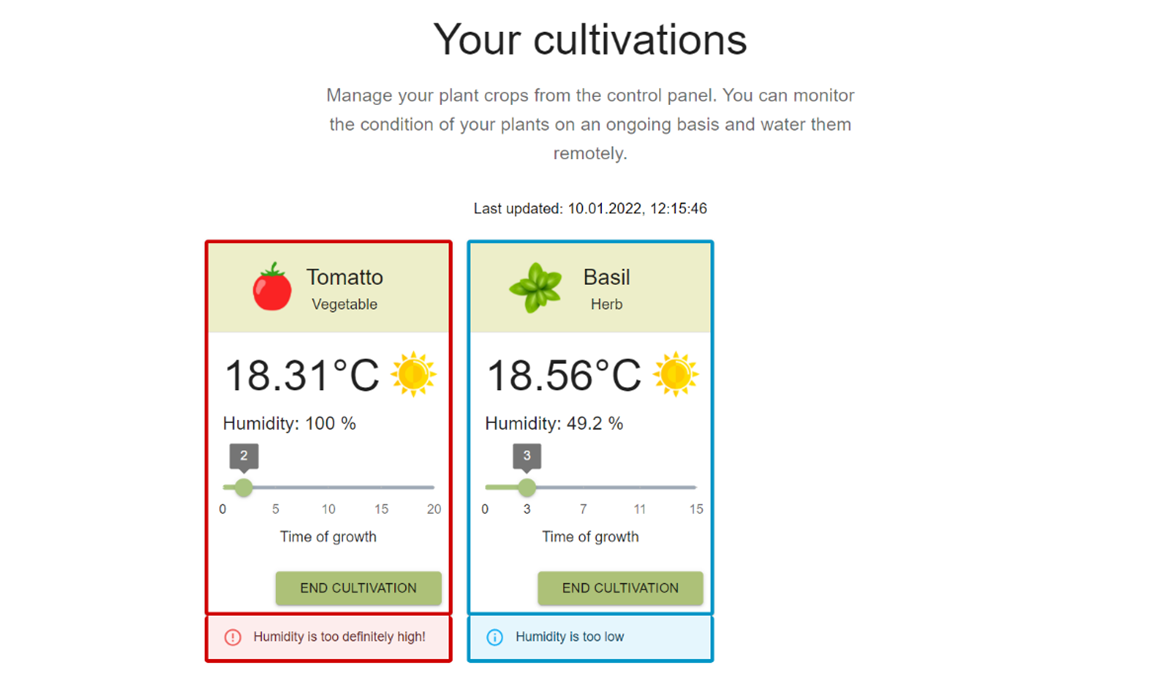 Your cultivations
Manage your plant crops from the control panel. You can monitor
the condition of your plants on an ongoing basis and water them
remotely.
Last updated: 10.01.2022, 12:15:46
Tomatto
Vegetable
18.31°C
Humidity: 100 %
2
0 5 10 15 20
Time of growth
END CULTIVATION
Humidity is too definitely high!
Basil
Herb
18.56°C
Humidity: 49.2 %
3
0 3 7 11 15
Time of growth
END CULTIVATION
Humidity is too low